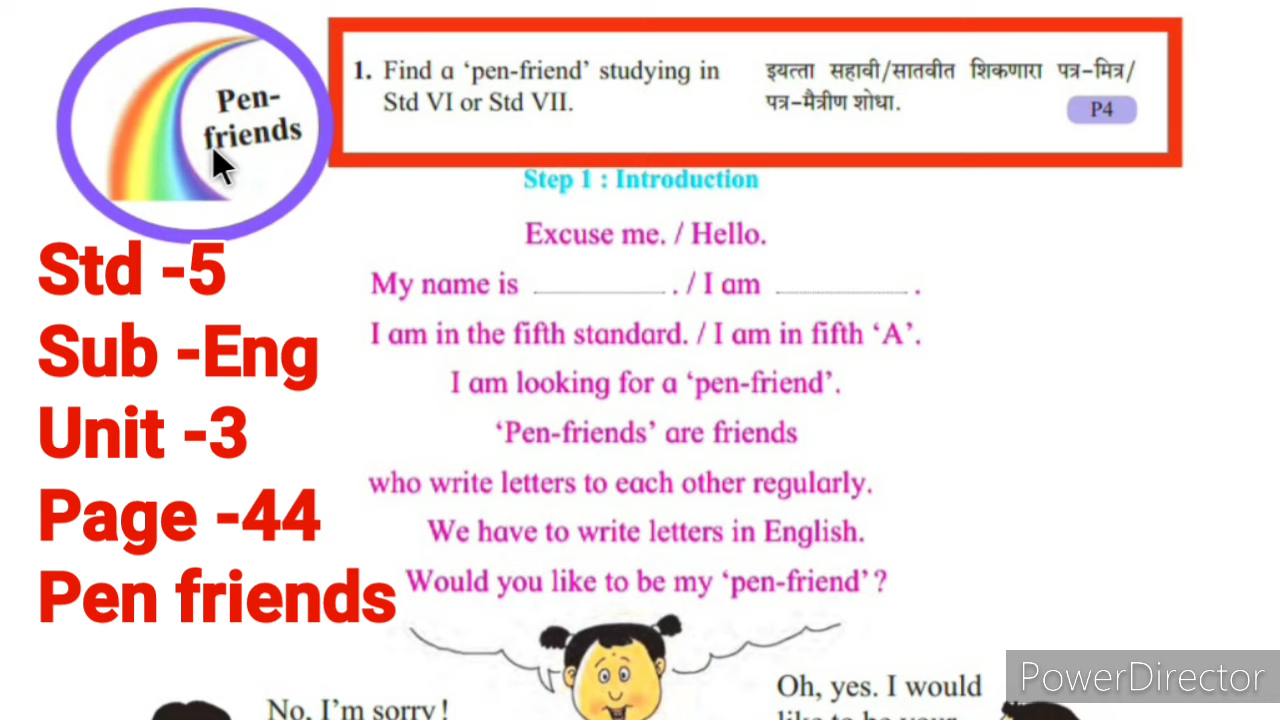 Pen-
friends
1. Find a ‘pen-friend’ studying in
Std VI or Std VII.
इयत्ता सहावी/सातवीत शिकणारा पत्र-मित्र/
पत्र-मैत्रीण शोधा.
P4
Step 1 : Introduction
Excuse me. / Hello.
My name is .................... . / I am .................... .
I am in the fifth standard. / I am in fifth ‘A’.
I am looking for a ‘pen-friend’.
‘Pen-friends’ are friends
who write letters to each other regularly.
We have to write letters in English.
Would you like to be my ‘pen-friend’?
Std -5
Sub -Eng
Unit -3
Page -44
Pen friends
No, I’m sorry!
Oh, yes. I would
like to be your
PowerDirector